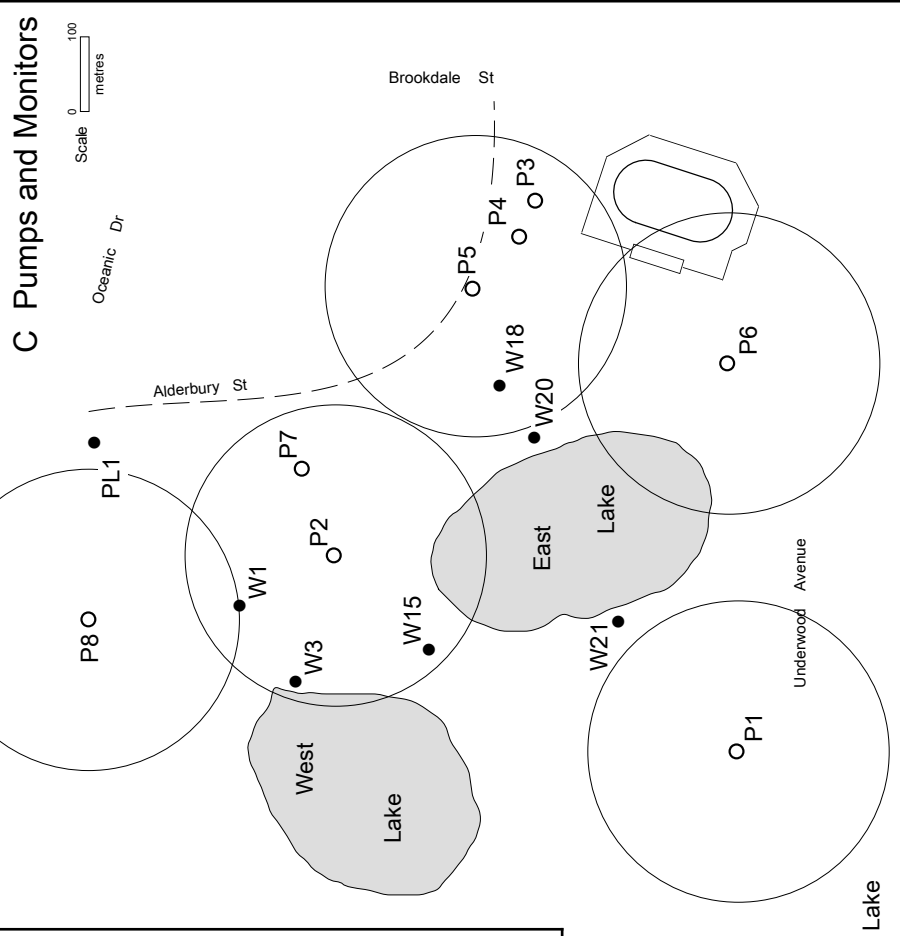 C Pumps and Monitors
Scale
0
100
metres
Oceanic Dr
Brookdale St
Alderbury St
PL1
P8
W1
W3
P7
P2
W15
P5
P4
P3
W18
W20
P6
East
Lake
West
Lake
W21
P1
Underwood Avenue
Lake